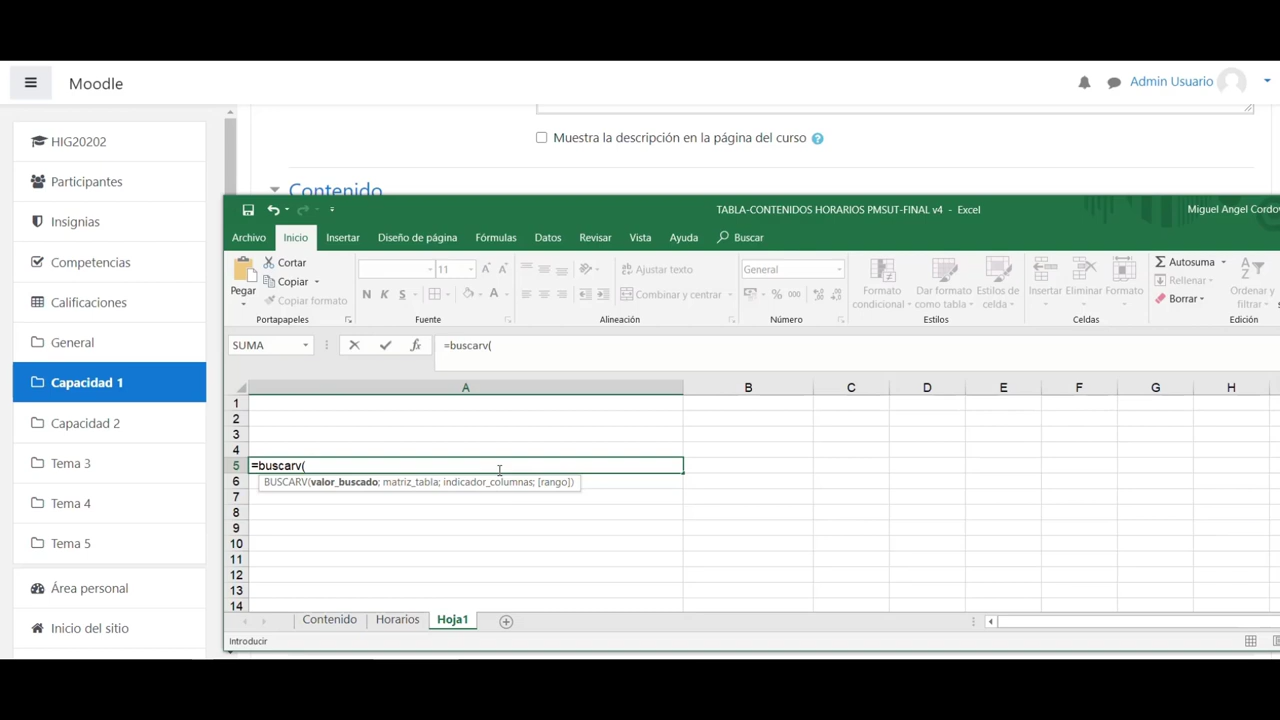 Moodle
Admin Usuario
HIG20202
Participantes
Insignias
Competencias
Calificaciones
General
Capacidad 1
Capacidad 2
Tema 3
Tema 4
Tema 5
Área personal
Inicio del sitio
Muestra la descripción en la página del curso
Contenido
TABLA-CONTENIDOS HORARIOS PMSUT-FINAL v4 - Excel
Miguel Angel Cordov
Archivo Inicio Insertar Diseño de página Fórmulas Datos Revisar Vista Ayuda Buscar
Pegar
Cortar
Copiar
Copiar formato
Portapapeles
11
N K S
Fuente
Ajustar texto
Combinar y centrar
Alineación
General
% 000
Número
Formato condicional
Dar formato como tabla
Estilos de celda
Estilos
Insertar Eliminar Formato
Celdas
Autosuma
Rellenar
Borrar
Ordenar y
filtrar
Edición
SUMA
fx
=buscarv(
A B C D E F G H
1
2
3
4
5 =buscarv(
6 BUSCARV(valor_buscado; matriz_tabla; indicador_columnas; [rango])
7
8
9
10
11
12
13
14
Contenido Horarios Hoja1
Introducir